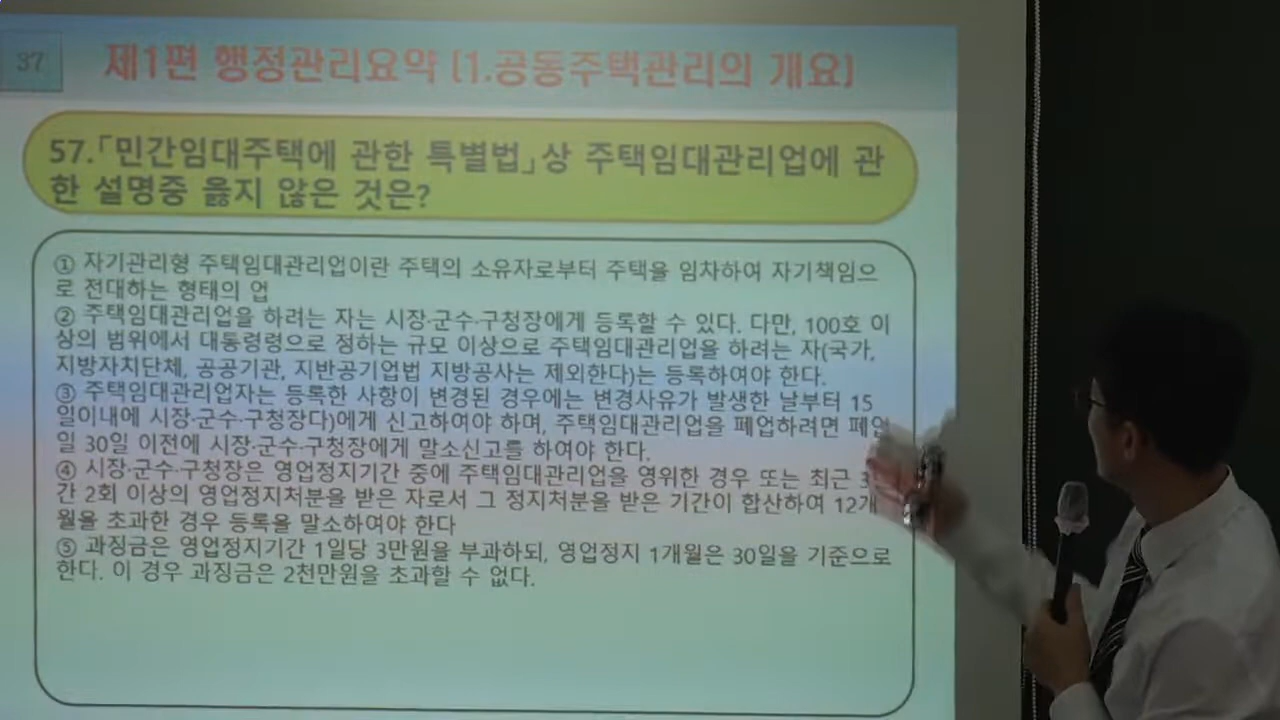 37
제1편 행정관리요약 [1.공동주택관리의 개요]
57.「민간임대주택에 관한 특별법」상 주택임대관리업에 관
한 설명중 옳지 않은 것은?
① 자기관리형 주택임대관리업이란 주택의 소유자로부터 주택을 임차하여 자기책임으
로 전대하는 형태의 업
② 주택임대관리업을 하려는 자는 시장·군수·구청장에게 등록할 수 있다. 다만, 100호 이
상의 범위에서 대통령령으로 정하는 규모 이상으로 주택임대관리업을 하려는 자(국가,
지방자치단체, 공공기관, 지반공기업법 지방공사는 제외한다)는 등록하여야 한다.
③ 주택임대관리업자는 등록한 사항이 변경된 경우에는 변경사유가 발생한 날부터 15
일이내에 시장·군수·구청장다)에게 신고하여야 하며, 주택임대관리업을 폐업하려면 폐업
일 30일 이전에 시장·군수·구청장에게 말소신고를 하여야 한다.
④ 시장·군수·구청장은 영업정지기간 중에 주택임대관리업을 영위한 경우 또는 최근
간 2회 이상의 영업정지처분을 받은 자로서 그 정지처분을 받은 기간이 합산하여 12개
월을 초과한 경우 등록을 말소하여야 한다
⑤ 과징금은 영업정지기간 1일당 3만원을 부과하되, 영업정지 1개월은 30일을 기준으로
한다. 이 경우 과징금은 2천만원을 초과할 수 없다.